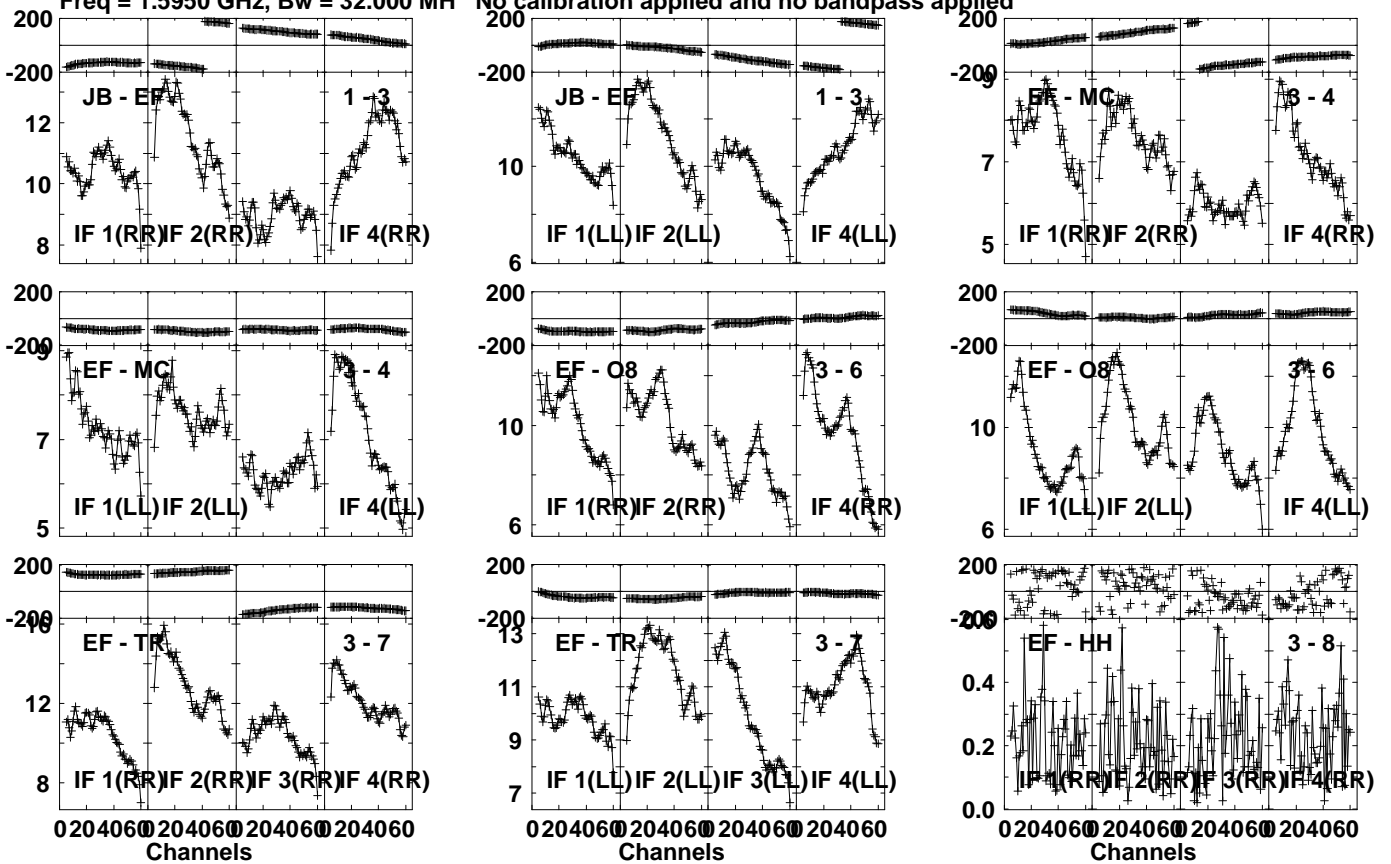 Freq = 1.5950 GHz, Bw = 32.000 MH No calibration applied and no bandpass applied
200
-200
JB - EF 1 - 3
12
10
8
IF 1(RR) IF 2(RR) IF 4(RR)
JB - EF 1 - 3
10
6
IF 1(LL) IF 2(LL) IF 4(LL)
200
-200
9
EF - MC 3 - 4
7
5
IF 1(RR) IF 2(RR) IF 4(RR)
200
-200
9
EF - MC 3 - 4
7
5
IF 1(LL) IF 2(LL) IF 4(LL)
200
-200
EF - O8 3 - 6
10
6
IF 1(RR) IF 2(RR) IF 4(RR)
200
-200
EF - O8 3 - 6
10
6
IF 1(LL) IF 2(LL) IF 4(LL)
200
-200
16
EF - TR 3 - 7
12
8
IF 1(RR) IF 2(RR) IF 3(RR) IF 4(RR)
0 20 40 60 0 20 40 60 0 20 40 60 0 20 40 60
Channels
200
-200
13
EF - TR 3 - 7
11
9
7
IF 1(LL) IF 2(LL) IF 3(LL) IF 4(LL)
0 20 40 60 0 20 40 60 0 20 40 60 0 20 40 60
Channels
200
-200
0.6
EF - HH 3 - 8
0.4
0.2
0.0
IF 1(RR) IF 2(RR) IF 3(RR) IF 4(RR)
0 20 40 60 0 20 40 60 0 20 40 60 0 20 40 60
Channels